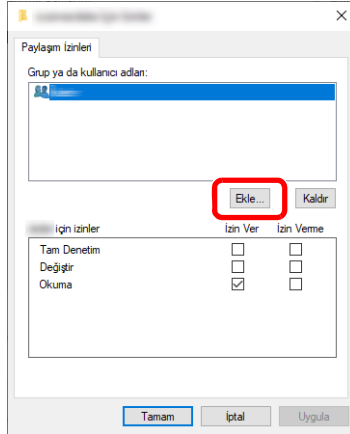 Paylaşım İzinleri
Grup ya da kullanıcı adları:
Ekle...
Kaldır
için izinler
İzin Ver
İzin Verme
Tam Denetim
Değiştir
Okuma
Tamam
İptal
Uygula